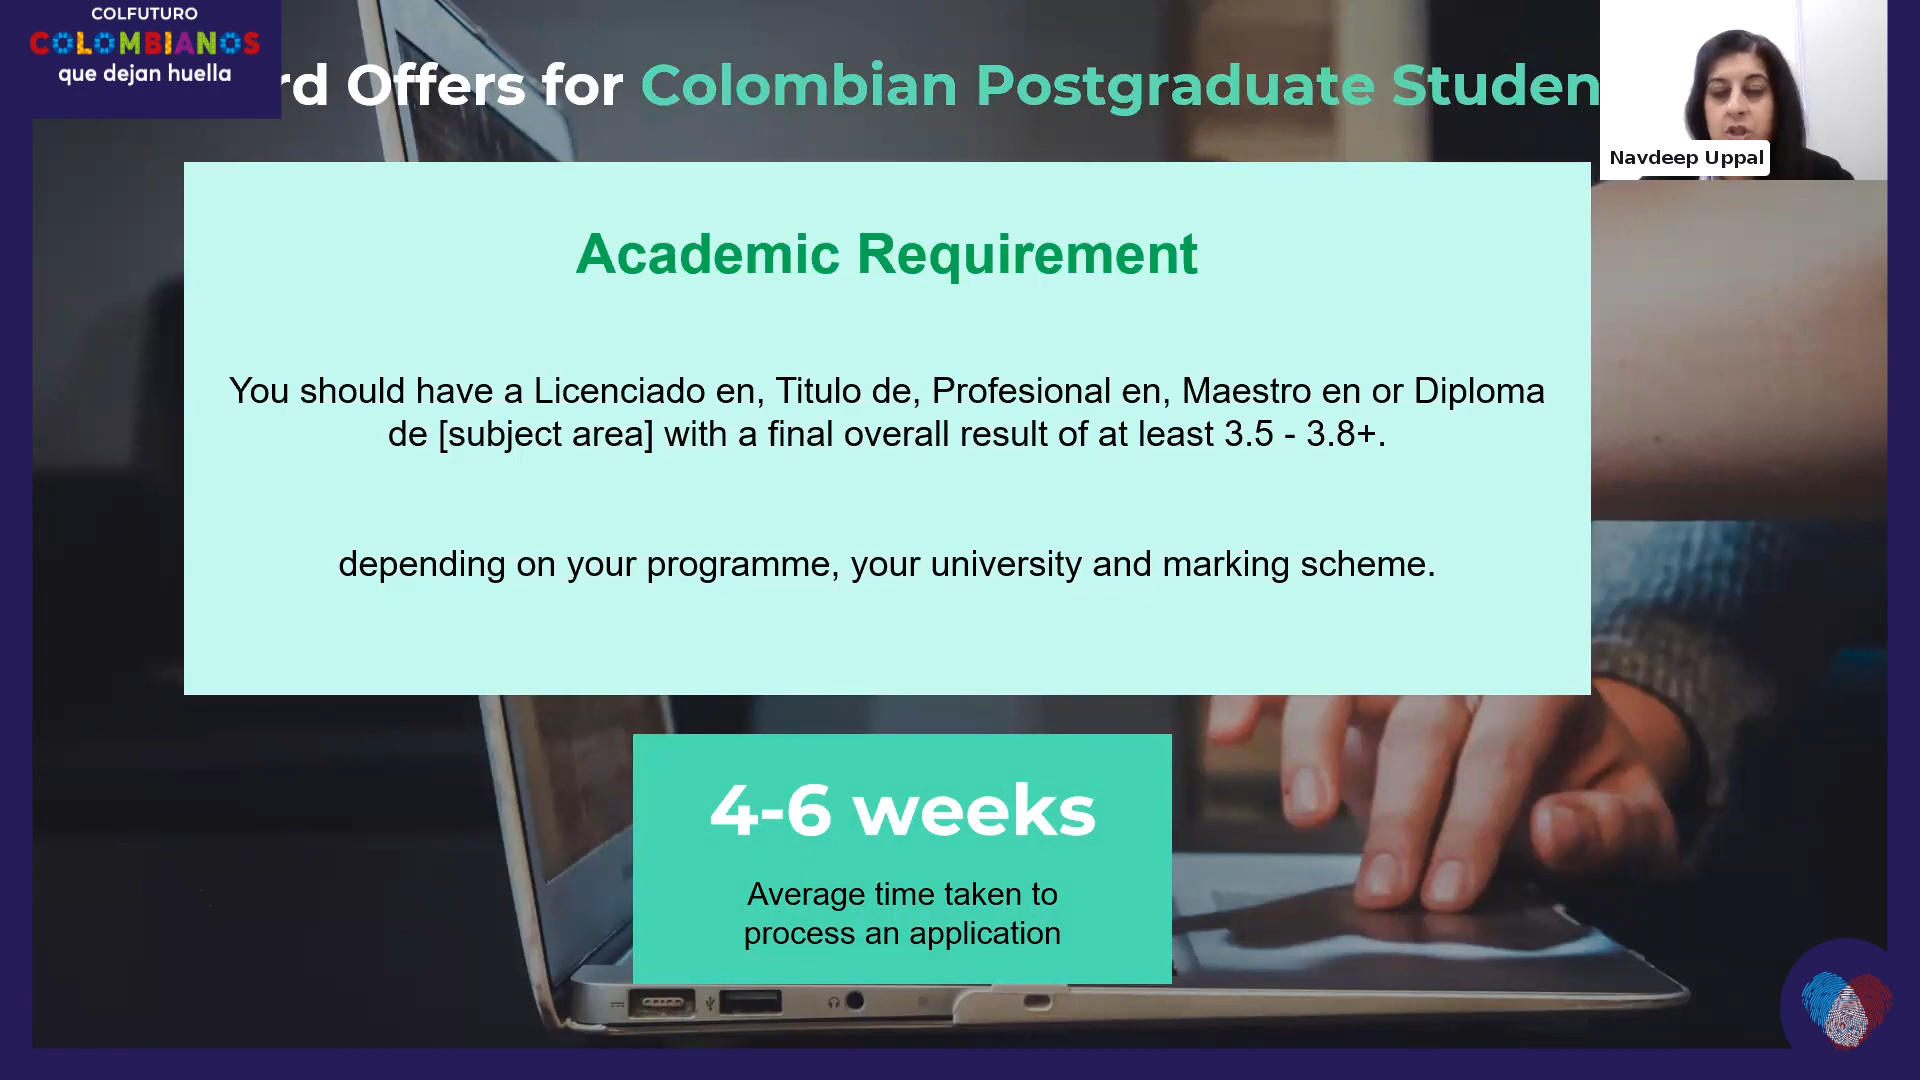 COLFUTURO
COLOMBIANOS
que dejan huella
rd Offers for Colombian Postgraduate Studen
Navdeep Uppal
Academic Requirement
You should have a Licenciado en, Titulo de, Profesional en, Maestro en or Diploma
de [subject area] with a final overall result of at least 3.5 - 3.8+.
depending on your programme, your university and marking scheme.
4-6 weeks
Average time taken to
process an application